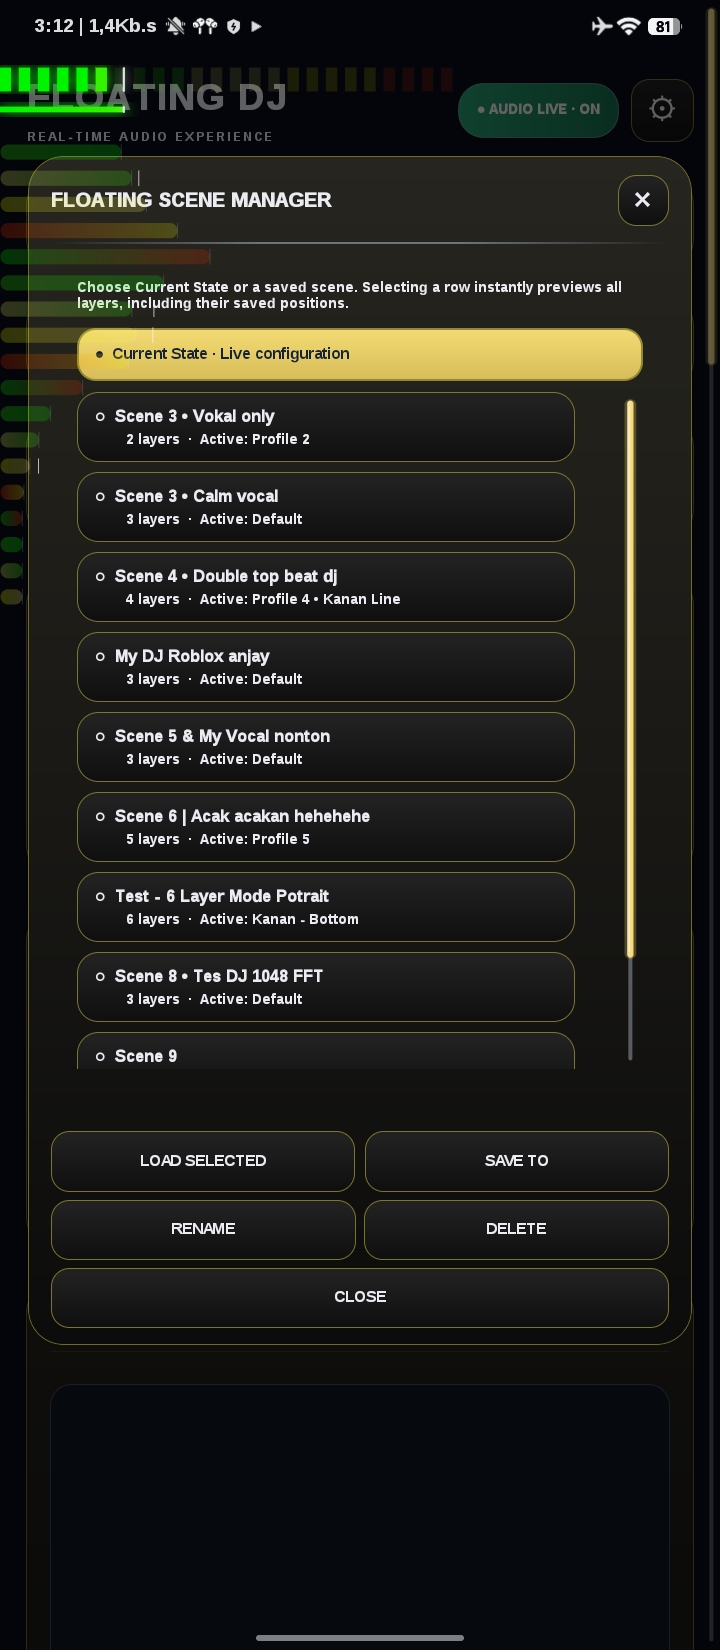 3:12 | 1,4Kb.s
81
FLOATING DJ
REAL-TIME AUDIO EXPERIENCE
● AUDIO LIVE · ON
FLOATING SCENE MANAGER
✕
Choose Current State or a saved scene. Selecting a row instantly previews all
layers, including their saved positions.
● Current State · Live configuration
○ Scene 3 • Vokal only
2 layers · Active: Profile 2
○ Scene 3 • Calm vocal
3 layers · Active: Default
○ Scene 4 • Double top beat dj
4 layers · Active: Profile 4 • Kanan Line
○ My DJ Roblox anjay
3 layers · Active: Default
○ Scene 5 & My Vocal nonton
3 layers · Active: Default
○ Scene 6 | Acak acakan hehehehe
5 layers · Active: Profile 5
○ Test - 6 Layer Mode Potrait
6 layers · Active: Kanan - Bottom
○ Scene 8 • Tes DJ 1048 FFT
3 layers · Active: Default
○ Scene 9
LOAD SELECTED
SAVE TO
RENAME
DELETE
CLOSE